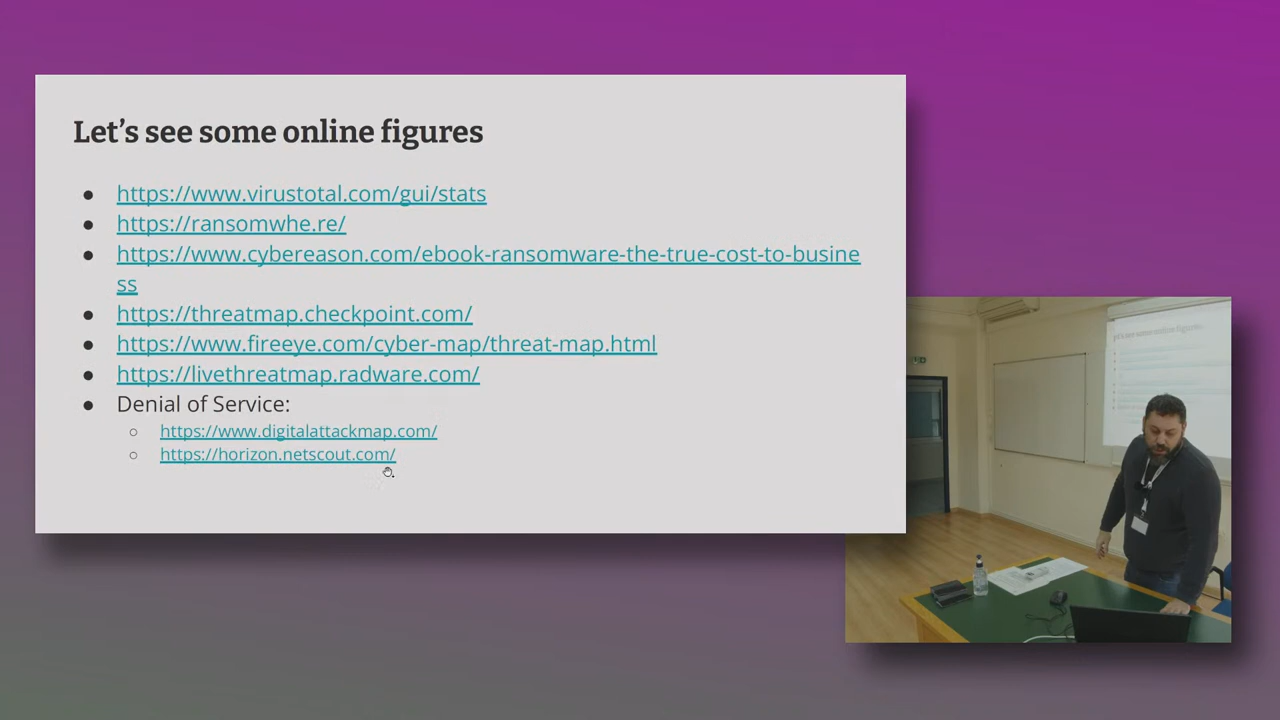 Let's see some online figures
https://www.virustotal.com/gui/stats
https://ransomwhe.re/
https://www.cybereason.com/ebook-ransomware-the-true-cost-to-busine
ss
https://threatmap.checkpoint.com/
https://www.fireeye.com/cyber-map/threat-map.html
https://livethreatmap.radware.com/
Denial of Service:
https://www.digitalattackmap.com/
https://horizon.netscout.com/